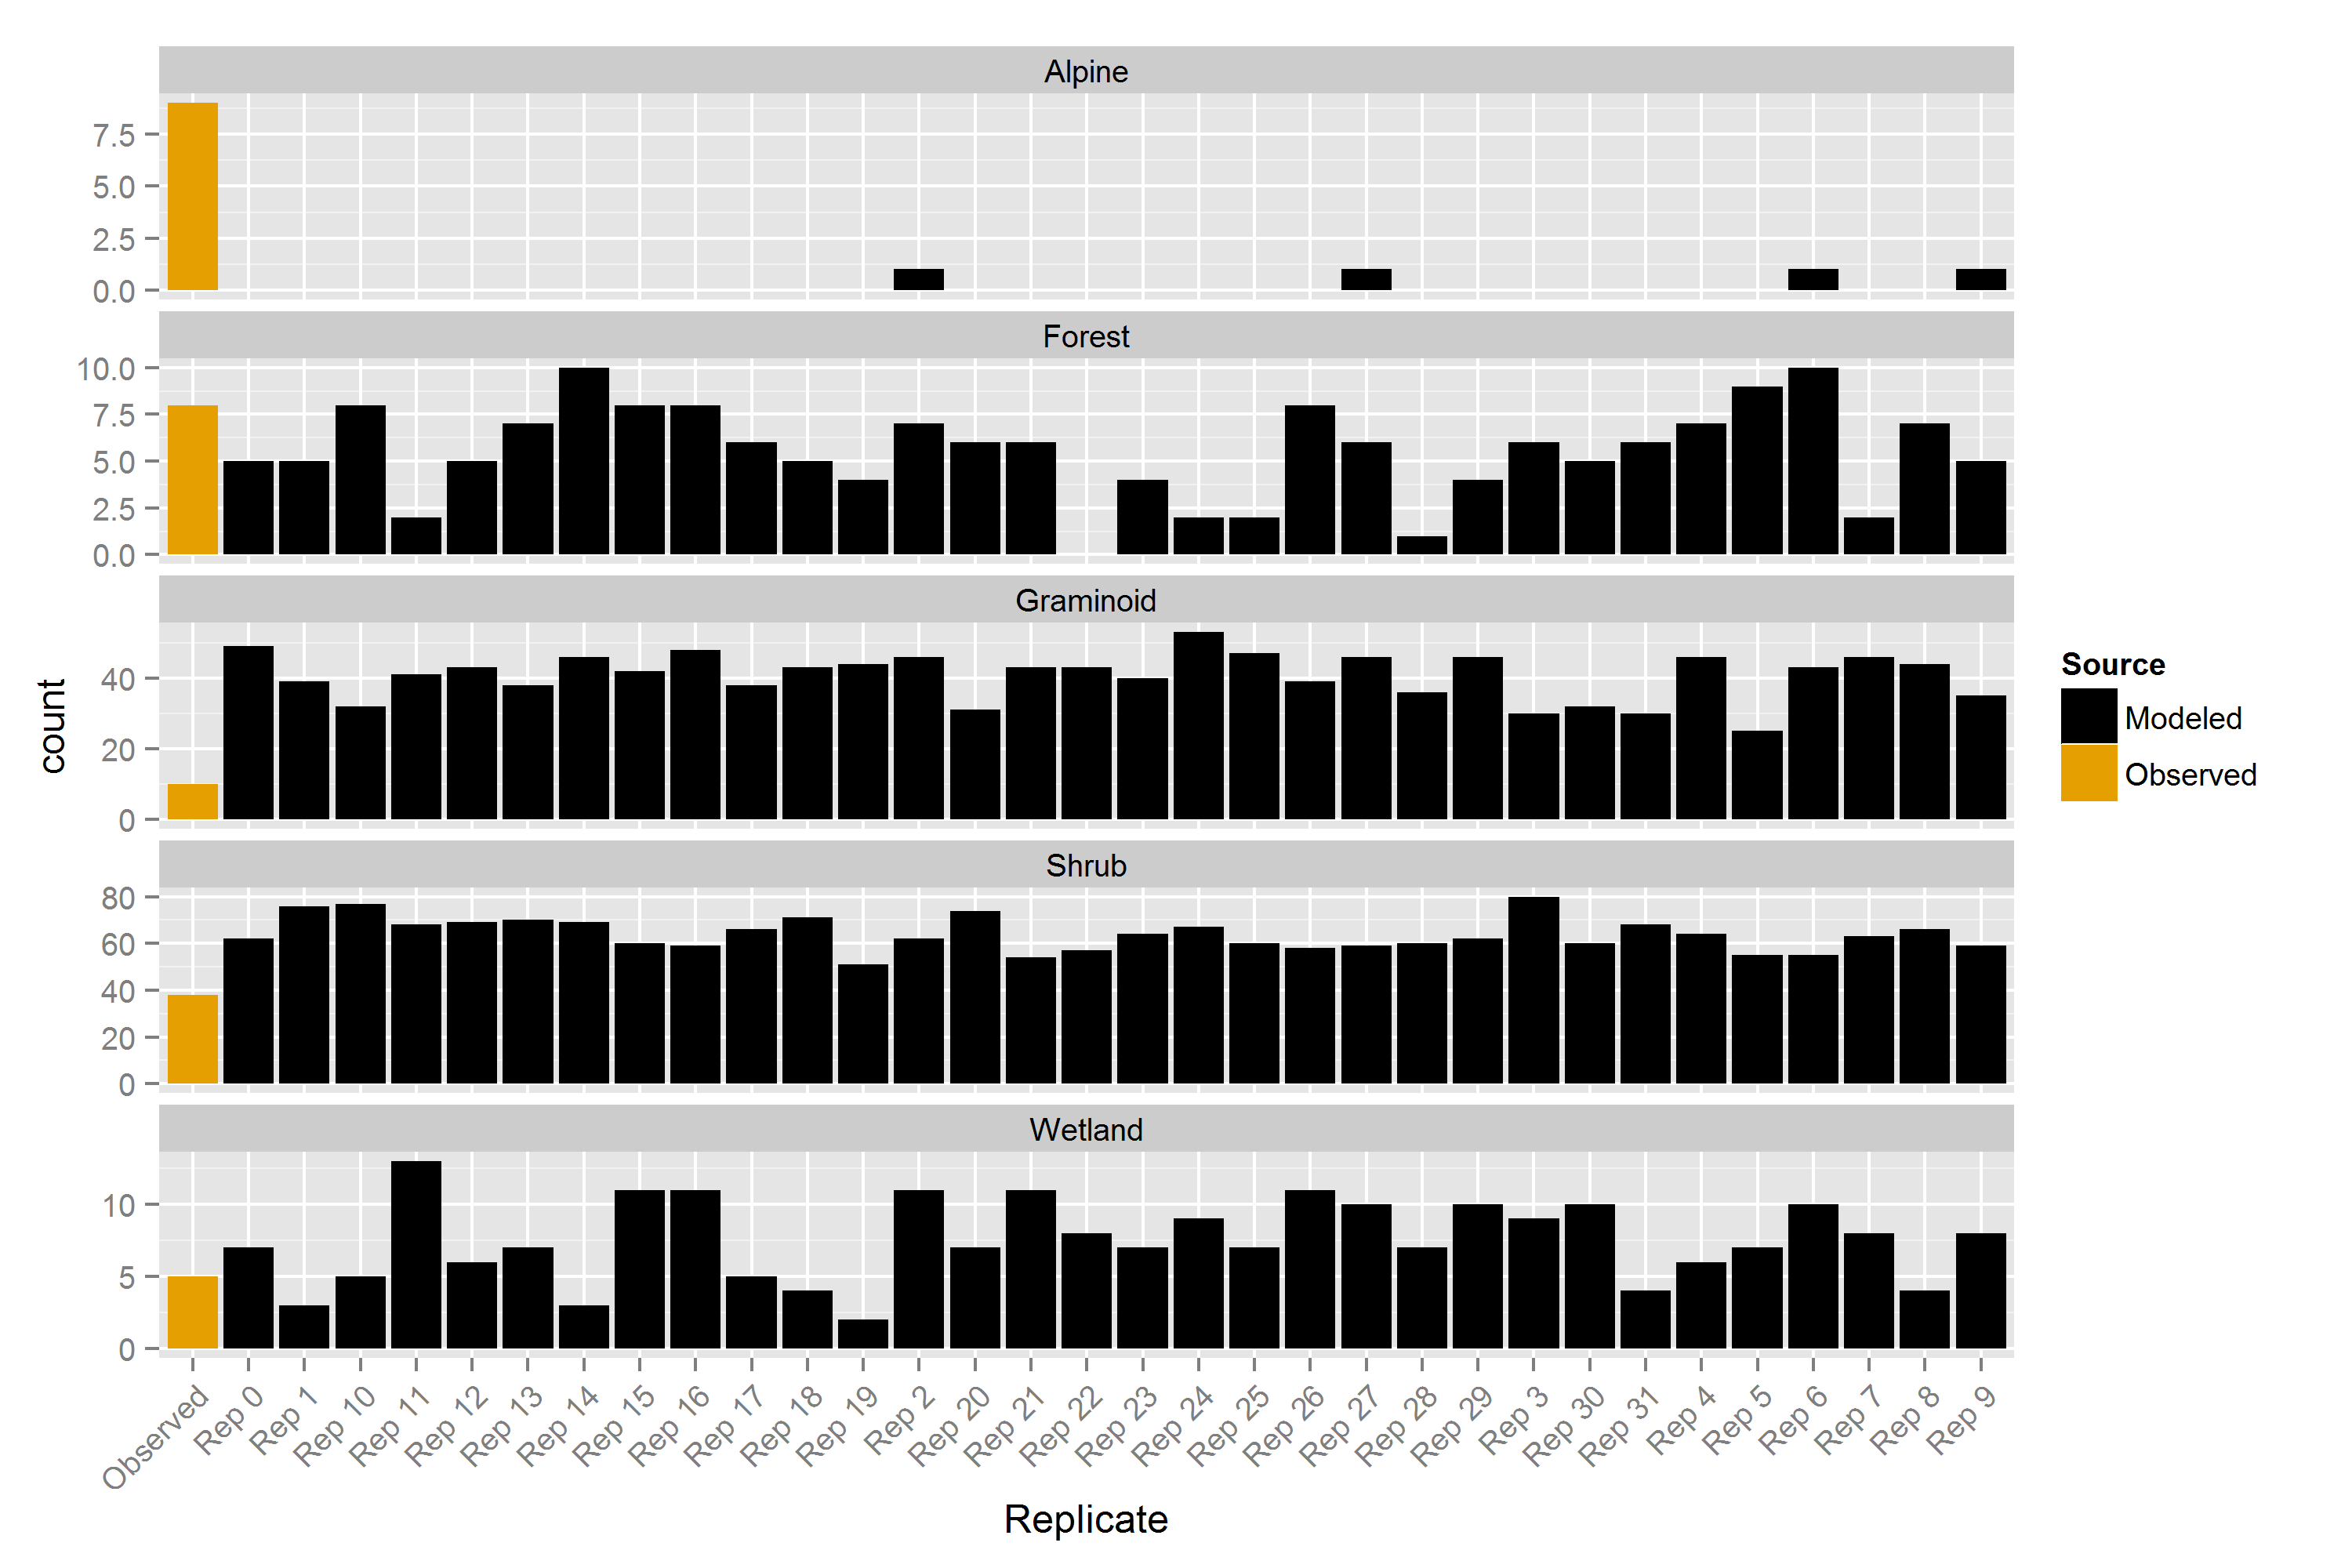 Alpine
7.5
5.0
2.5
0.0
Forest
10.0
7.5
5.0
2.5
0.0
Graminoid
40
20
0
Shrub
80
60
40
20
0
Wetland
10
5
0
count
Observed Rep 0 Rep 1 Rep 10 Rep 11 Rep 12 Rep 13 Rep 14 Rep 15 Rep 16 Rep 17 Rep 18 Rep 19 Rep 2 Rep 20 Rep 21 Rep 22 Rep 23 Rep 24 Rep 25 Rep 26 Rep 27 Rep 28 Rep 29 Rep 3 Rep 30 Rep 31 Rep 4 Rep 5 Rep 6 Rep 7 Rep 8 Rep 9
Replicate
Source
Modeled
Observed